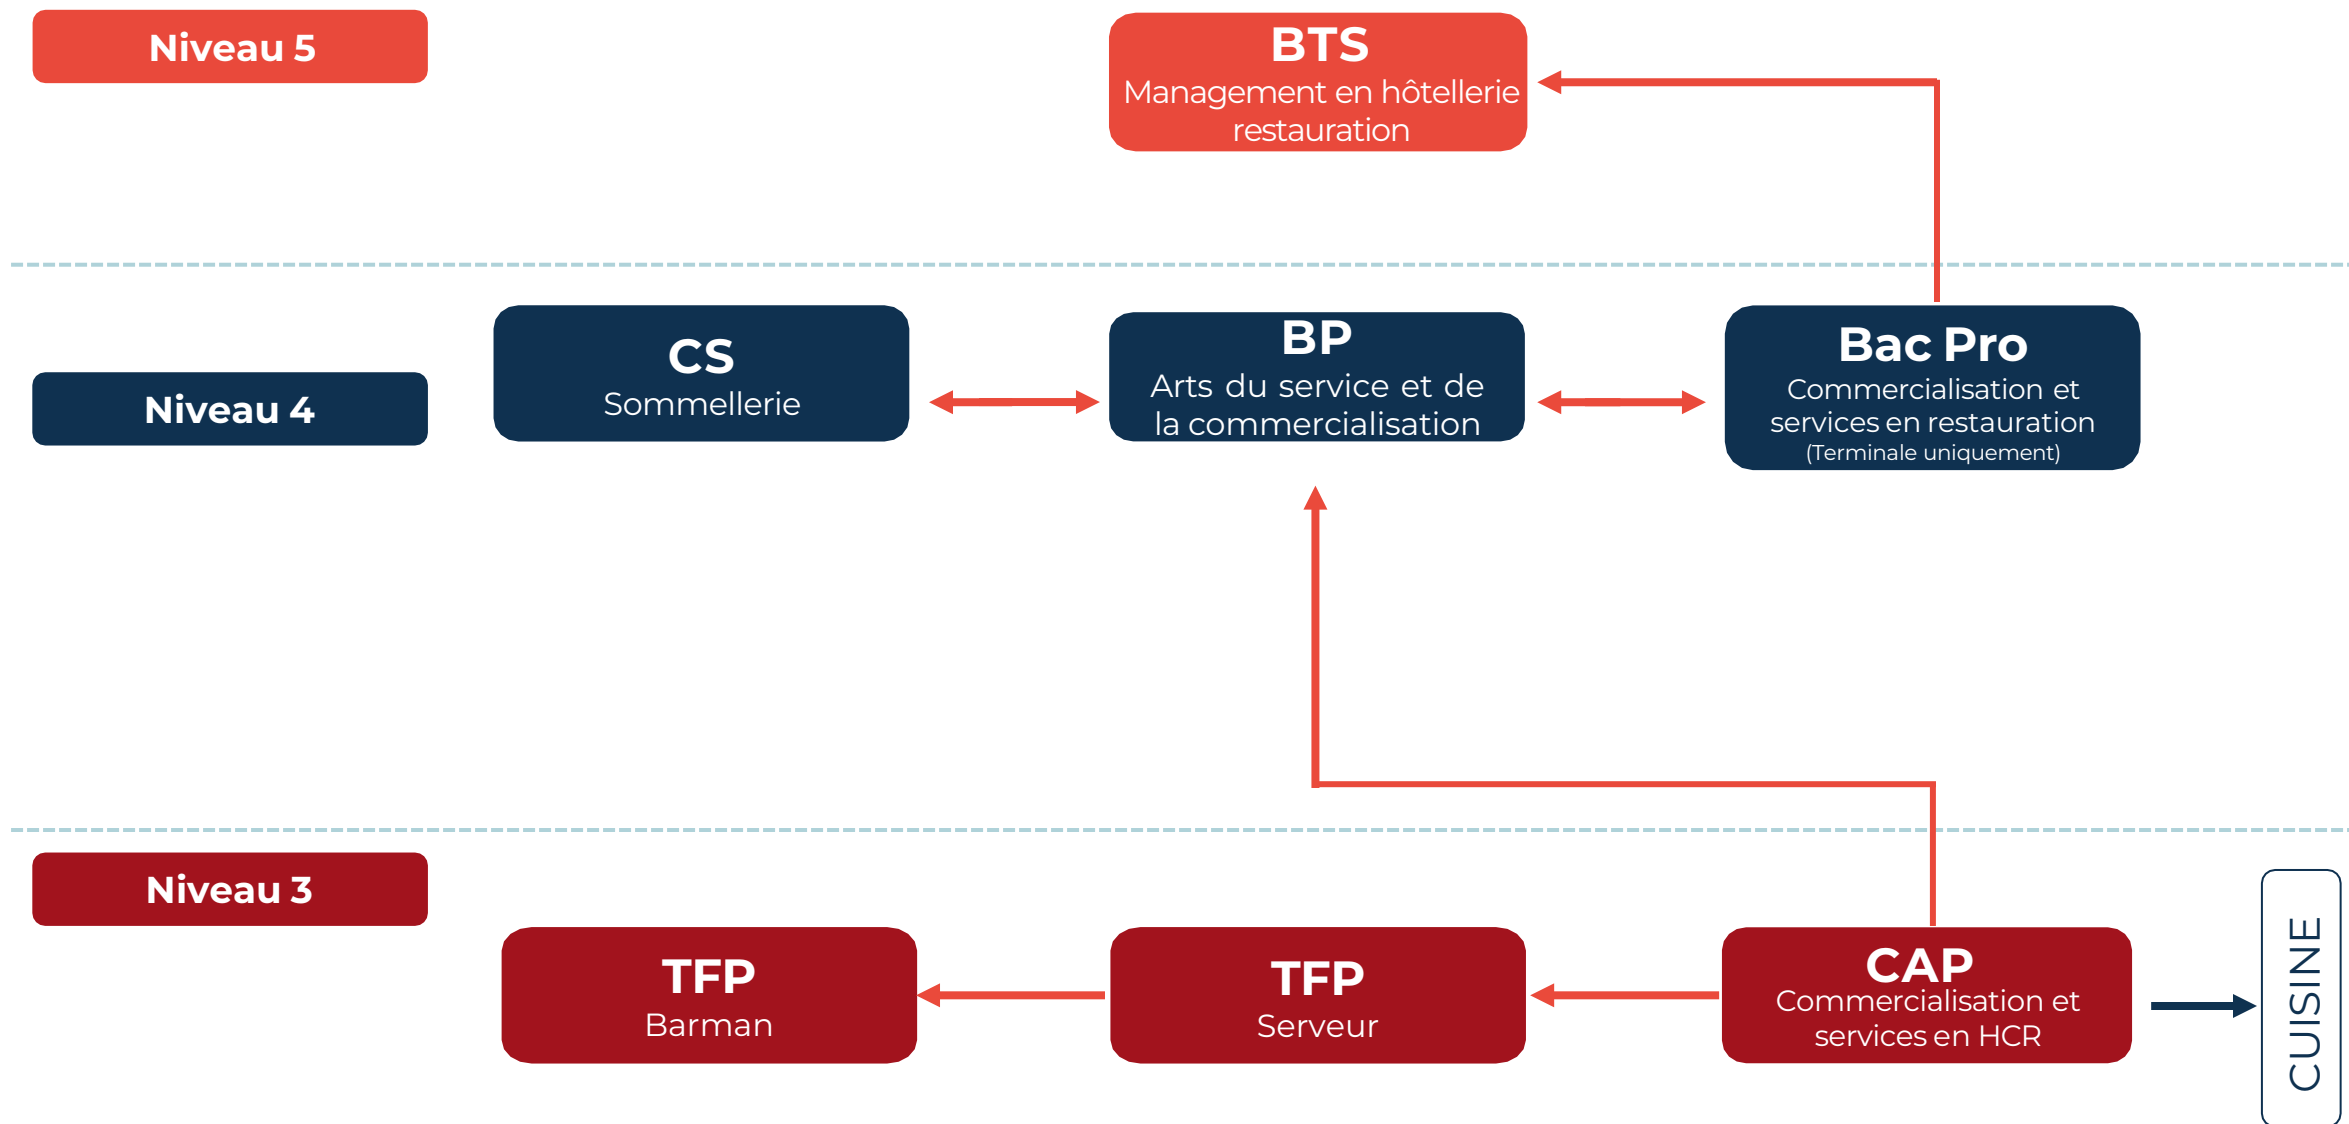 Niveau 5
BTS
Management en hôtellerie
restauration
Niveau 4
CS
Sommellerie
BP
Arts du service et de
la commercialisation
Bac Pro
Commercialisation et
services en restauration
(Terminale uniquement)
Niveau 3
TFP
Barman
TFP
Serveur
CAP
Commercialisation et
services en HCR
CUISINE